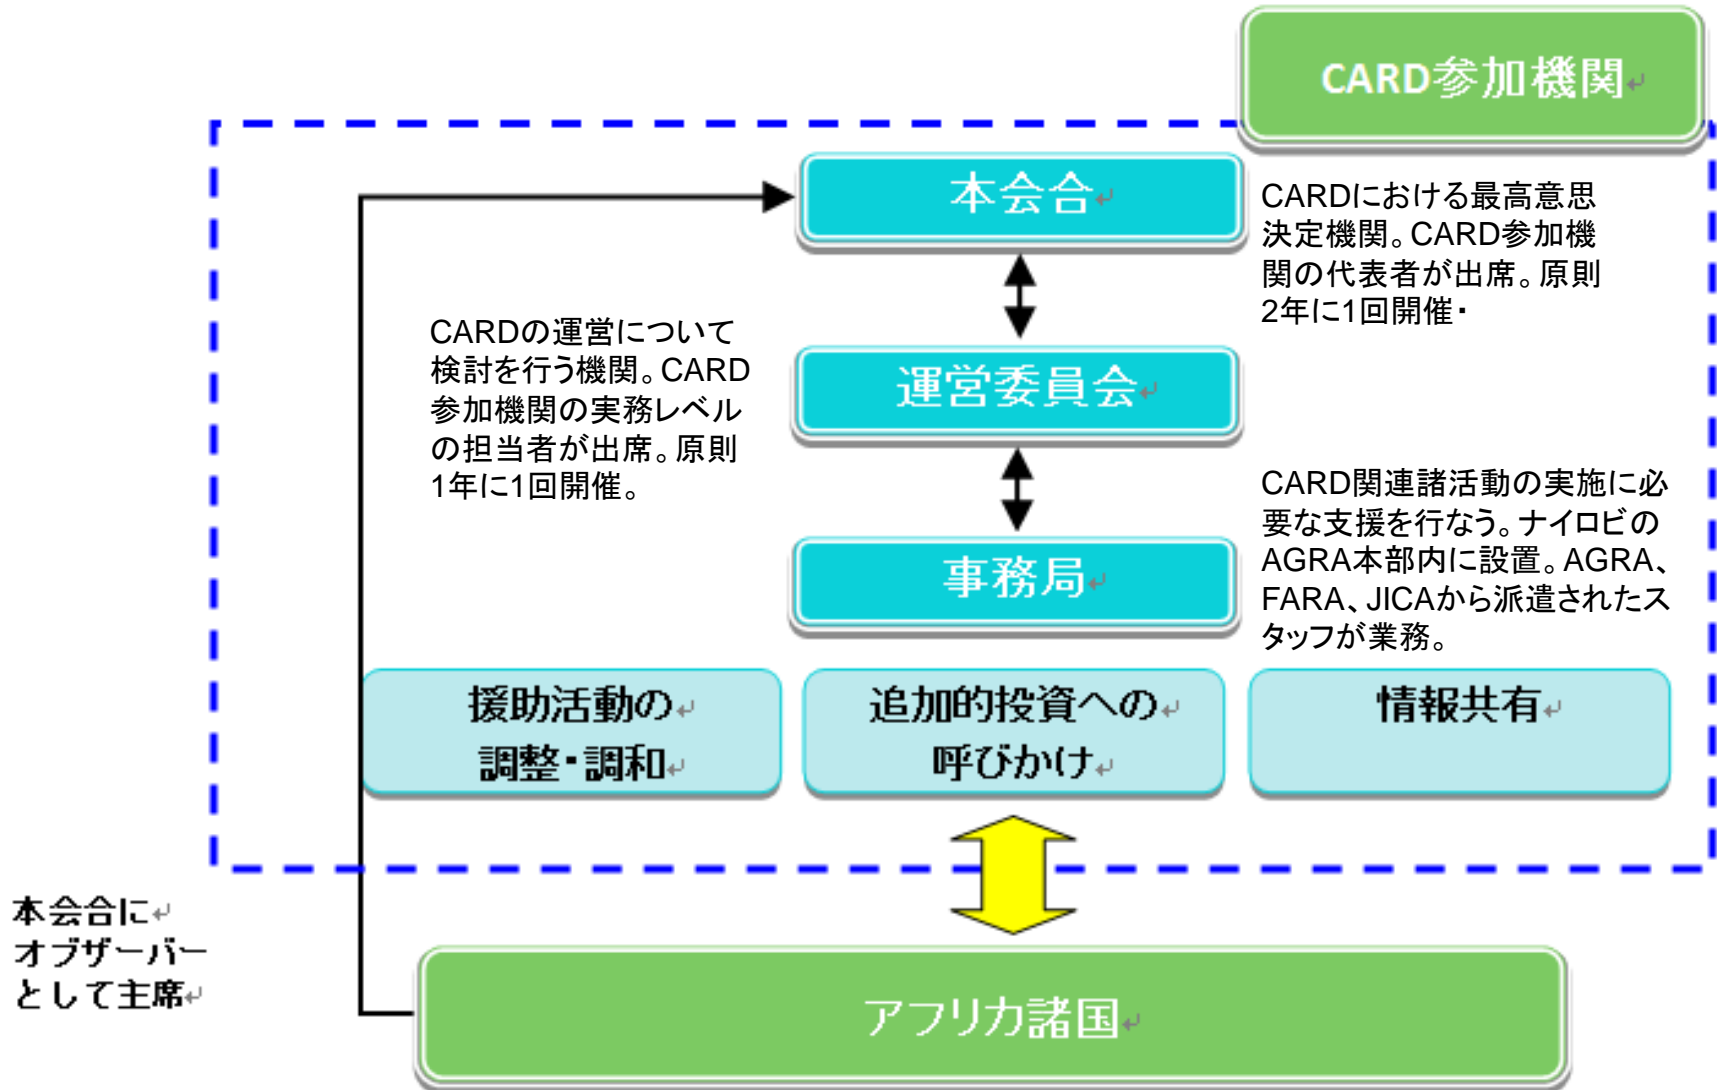 CARD参加機関
本会合
CARDにおける最高意思
決定機関。CARD参加機
関の代表者が出席。原則
2年に1回開催・
CARDの運営について
検討を行う機関。CARD
参加機関の実務レベル
の担当者が出席。原則
1年に1回開催。
運営委員会
事務局
CARD関連諸活動の実施に必
要な支援を行なう。ナイロビの
AGRA本部内に設置。AGRA、
FARA、JICAから派遣されたス
タッフが業務。
援助活動の
調整・調和
追加的投資への
呼びかけ
情報共有
本会合に
オブザーバー
として主席
アフリカ諸国